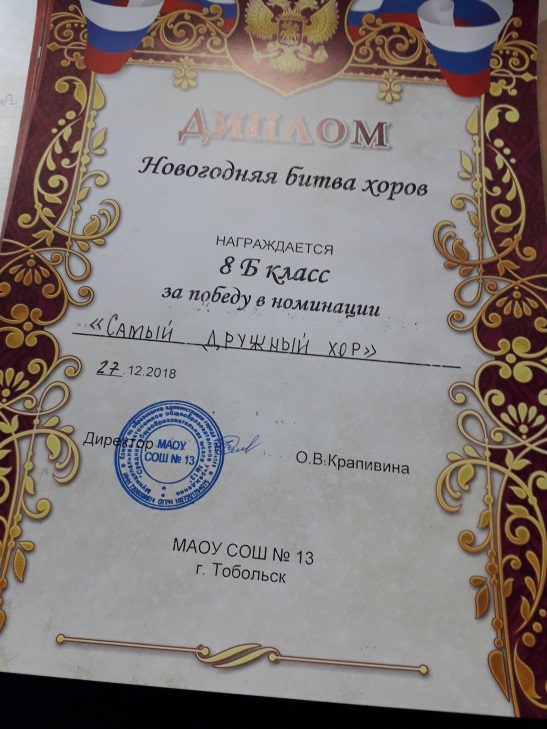 ДИПЛОМ
Новогодняя битва хоров
НАГРАЖДАЕТСЯ
8 Б класс
за победу в номинации
«Самый дружный хор»
27.12.2018
Директор
МАОУ
СОШ № 13
О.В.Крапивина
МАОУ СОШ № 13
г. Тобольск